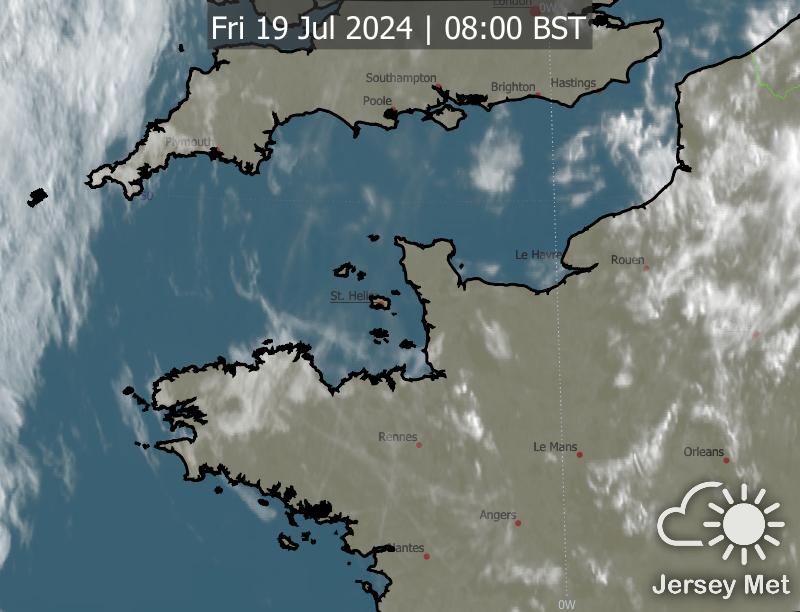 London
0W
Fri 19 Jul 2024 | 08:00 BST
Southampton
Brighton
Hastings
Poole
Plymouth
50
Le Havre
Rouen
St. Helier
Rennes
Le Mans
Orleans
Angers
Nantes
Jersey Met
0W